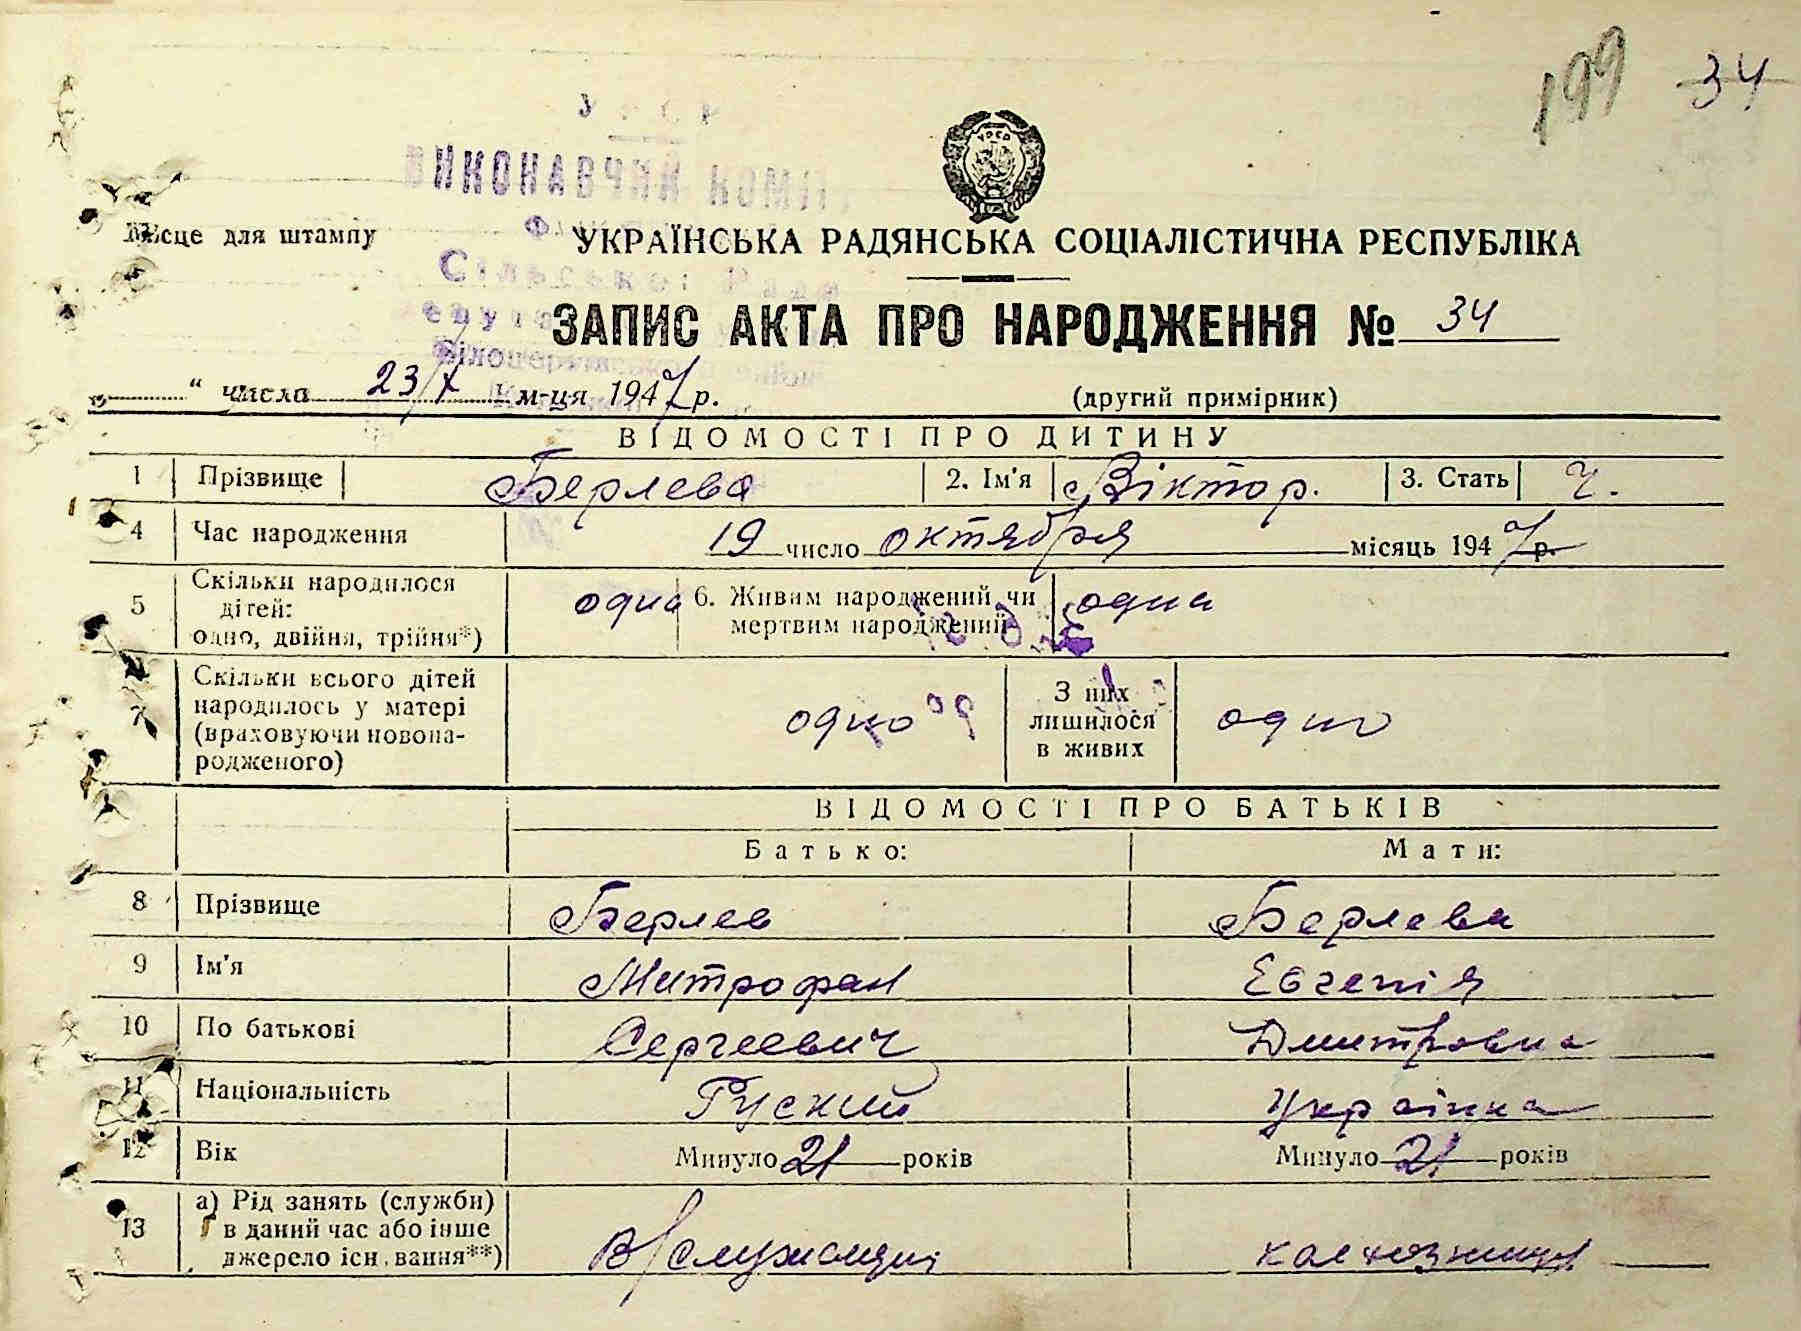 199 34
У Р С Р
ВИКОНАВЧИЙ КОМІТ
Місце для штампу
УРСР
УКРАЇНСЬКА РАДЯНСЬКА СОЦІАЛІСТИЧНА РЕСПУБЛІКА
Сільської Ради
ЗАПИС АКТА ПРО НАРОДЖЕННЯ № 34
" числа 23/X м-ця 1947 р.
(другий примірник)
ВІДОМОСТІ ПРО ДИТИНУ
1 Прізвище Берлева 2. Ім'я Віктор. 3. Стать Ч.
4 Час народження 19 число октября місяць 1947 р.
5 Скільки народилося дітей: одно, двійня, трійня*) одна 6. Живим народжений чи мертвим народжений одна
7 Скільки всього дітей народилось у матері (враховуючи новонародженого) одно З них лишилося в живих одно
ВІДОМОСТІ ПРО БАТЬКІВ
Батько: Мати:
8 Прізвище Берлев Берлева
9 Ім'я Митрофан Евгенія
10 По батькові Сергеевич Дмитровна
11 Національність Руский Українка
12 Вік Минуло 21 років Минуло 21 років
13 а) Рід занять (служби) в даний час або інше джерело існування**) В/служащий колхозница